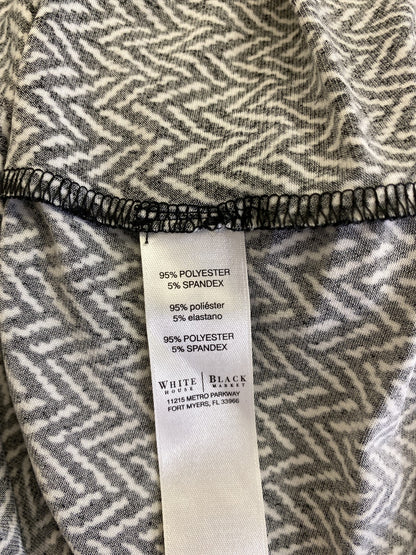 95% POLYESTER
5% SPANDEX
95% poliéster
5% elastano
95% POLYESTER
5% SPANDEX
WHITE | BLACK
HOUSE | MARKET
11215 METRO PARKWAY
FORT MYERS, FL 33966